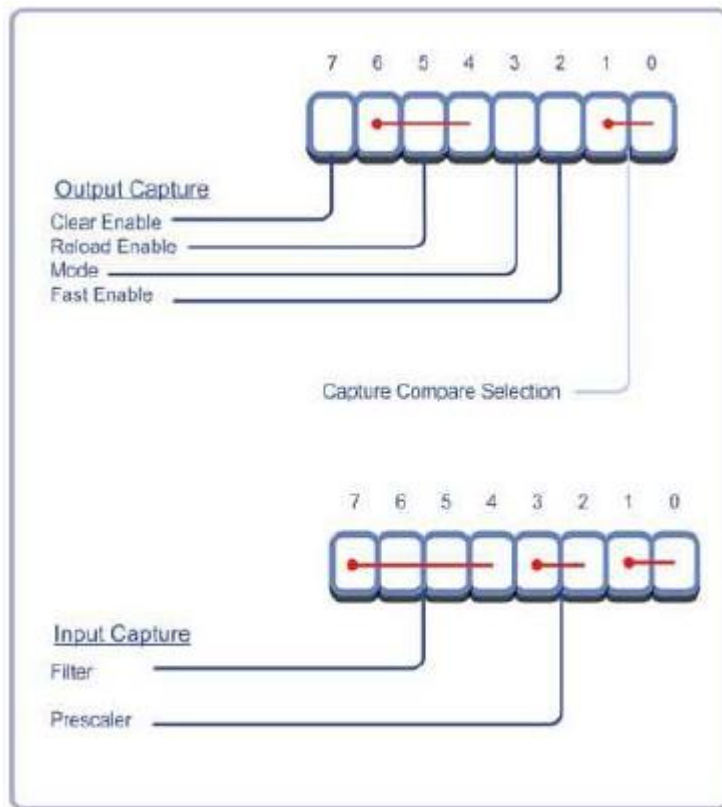 7 6 5 4 3 2 1 0
Output Capture
Clear Enable
Reload Enable
Mode
Fast Enable
Capture Compare Selection
7 6 5 4 3 2 1 0
Input Capture
Filter
Prescaler